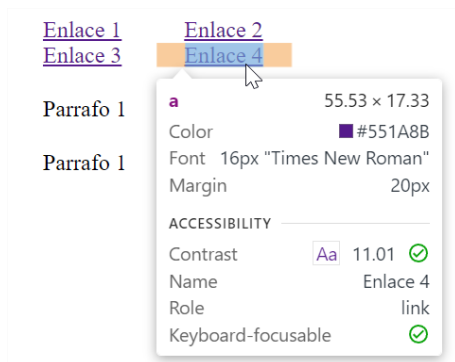 Enlace 1 Enlace 2
Enlace 3 Enlace 4
Parrafo 1
Parrafo 1
a 55.53 × 17.33
Color #551A8B
Font 16px "Times New Roman"
Margin 20px
ACCESSIBILITY
Contrast Aa 11.01
Name Enlace 4
Role link
Keyboard-focusable